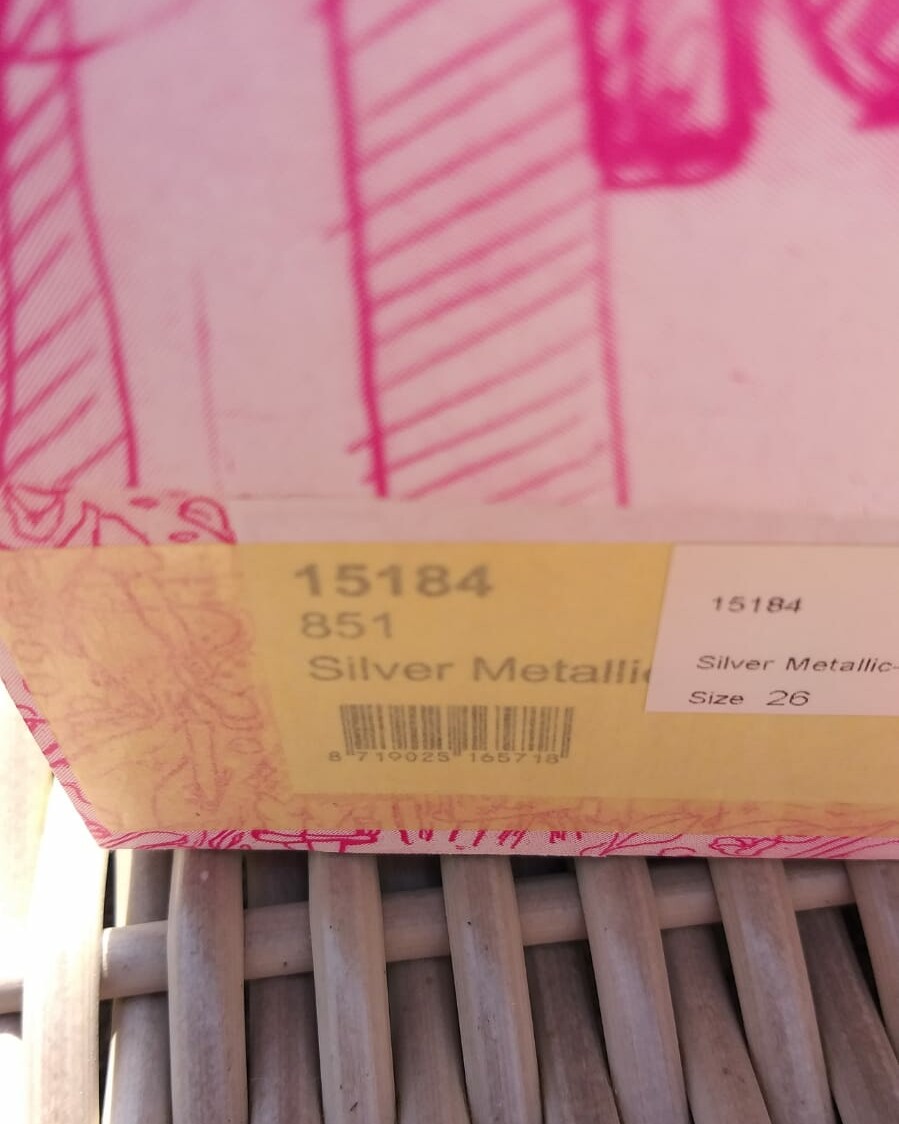 15184
851
Silver Metallic
8 719025 165718
15184
Silver Metallic-
Size 26